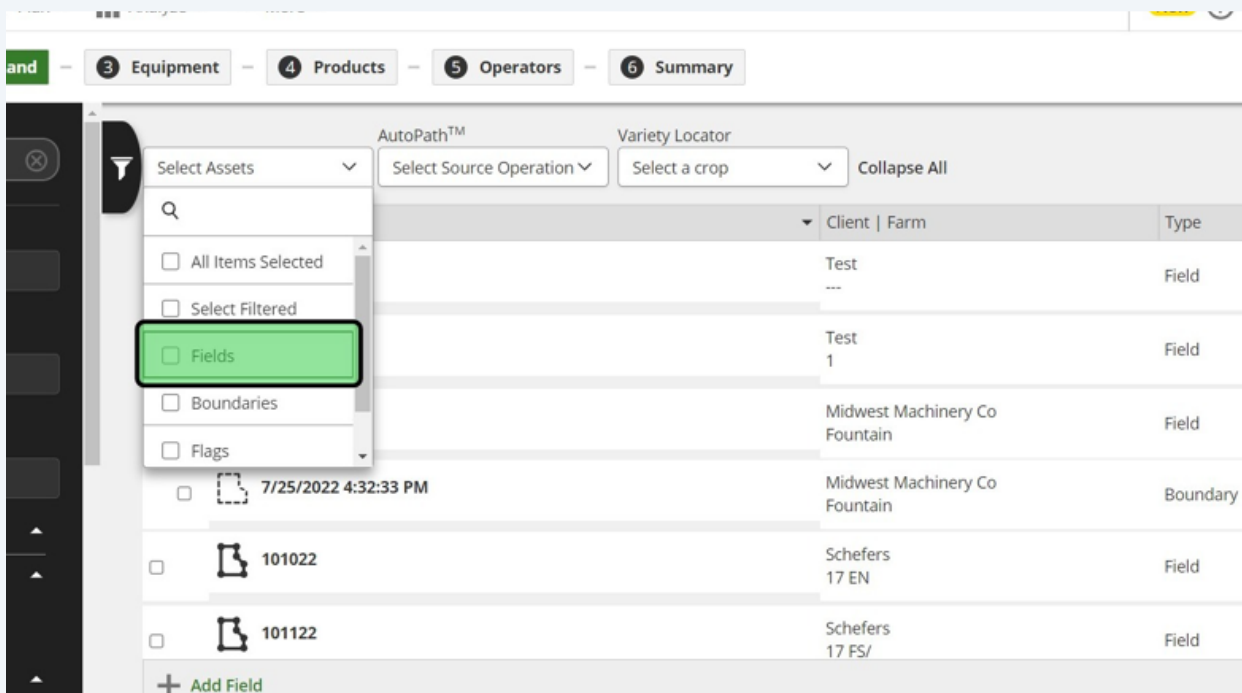 and
3 Equipment
4 Products
5 Operators
6 Summary
AutoPath™
Variety Locator
Select Assets
Select Source Operation
Select a crop
Collapse All
Client | Farm
Type
All Items Selected
Test
---
Field
Select Filtered
Fields
Test
1
Field
Boundaries
Midwest Machinery Co
Fountain
Field
Flags
7/25/2022 4:32:33 PM
Midwest Machinery Co
Fountain
Boundary
101022
Schefers
17 EN
Field
101122
Schefers
17 FS/
Field
Add Field